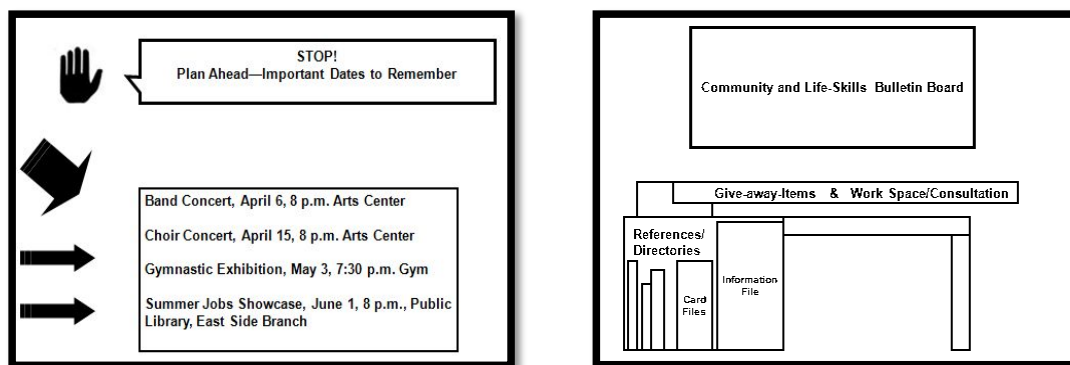 STOP!
Plan Ahead—Important Dates to Remember
Band Concert, April 6, 8 p.m. Arts Center
Choir Concert, April 15, 8 p.m. Arts Center
Gymnastic Exhibition, May 3, 7:30 p.m. Gym
Summer Jobs Showcase, June 1, 8 p.m., Public
Library, East Side Branch
Community and Life-Skills Bulletin Board
Give-away-Items & Work Space/Consultation
References/
Directories
Card
Files
Information
File